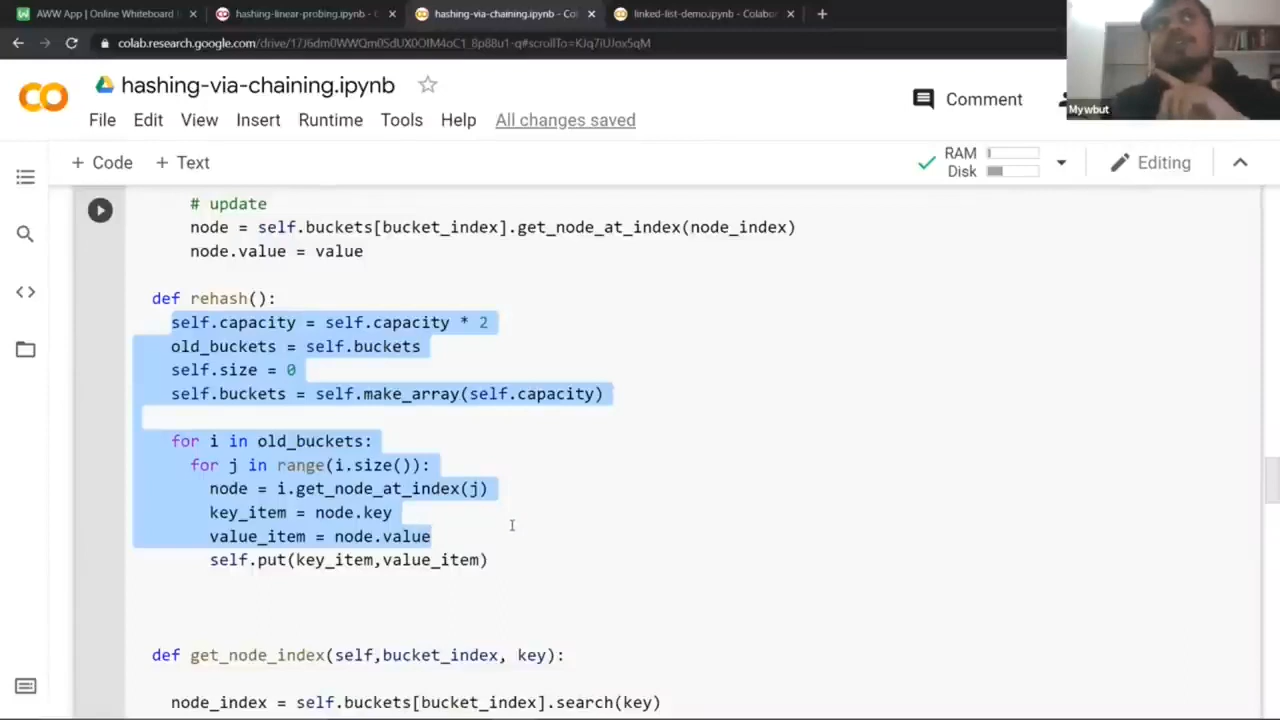 AWW App | Online Whiteboard
hashing-linear-probing.ipynb - C
hashing-via-chaining.ipynb - Col
linked-list-demo.ipynb - Colabor
hashing-via-chaining.ipynb
Comment
Mywbut
File Edit View Insert Runtime Tools Help All changes saved
+ Code + Text
RAM
Disk
Editing
# update
node = self.buckets[bucket_index].get_node_at_index(node_index)
node.value = value
def rehash():
self.capacity = self.capacity * 2
old_buckets = self.buckets
self.size = 0
self.buckets = self.make_array(self.capacity)
for i in old_buckets:
for j in range(i.size()):
node = i.get_node_at_index(j)
key_item = node.key
value_item = node.value
self.put(key_item,value_item)
def get_node_index(self,bucket_index, key):
node_index = self.buckets[bucket_index].search(key)